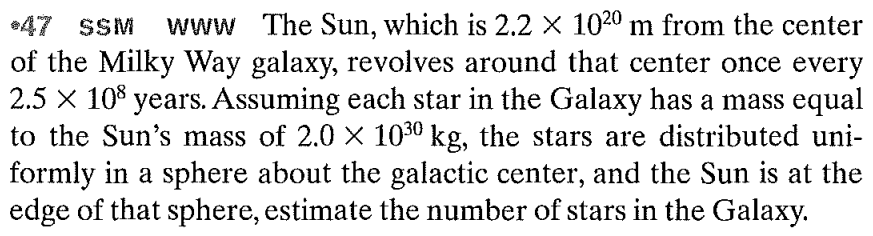 •47 SSM WWW The Sun, which is 2.2 × 10²⁰ m from the center
of the Milky Way galaxy, revolves around that center once every
2.5 × 10⁸ years. Assuming each star in the Galaxy has a mass equal
to the Sun's mass of 2.0 × 10³⁰ kg, the stars are distributed uni-
formly in a sphere about the galactic center, and the Sun is at the
edge of that sphere, estimate the number of stars in the Galaxy.